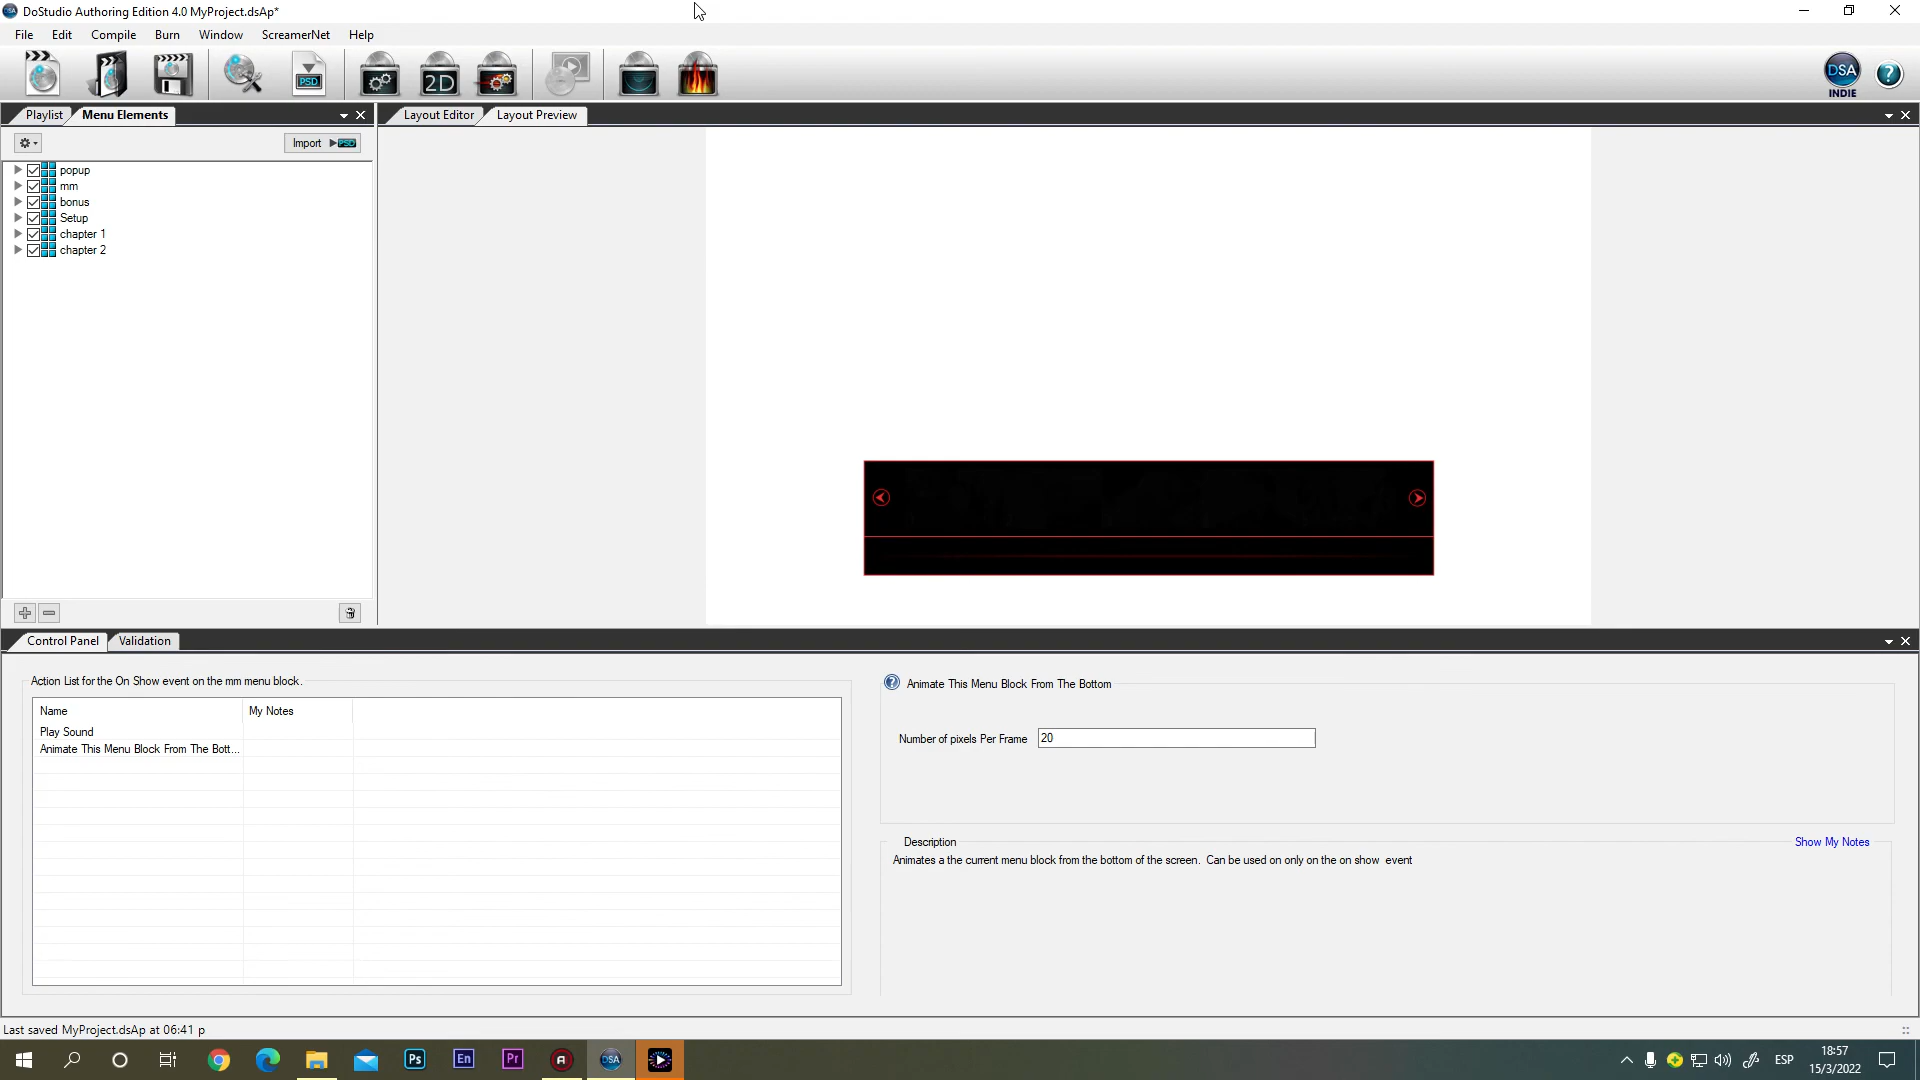 DoStudio Authoring Edition 4.0 MyProject.dsAp*
File Edit Compile Burn Window ScreamerNet Help
PSD
2D
DSA
INDIE
?
Playlist Menu Elements
Layout Editor Layout Preview
Import PSD
popup
mm
bonus
Setup
chapter 1
chapter 2
Control Panel Validation
Action List for the On Show event on the mm menu block.
Name My Notes
Play Sound
Animate This Menu Block From The Bott...
? Animate This Menu Block From The Bottom
Number of pixels Per Frame 20
Description Show My Notes
Animates a the current menu block from the bottom of the screen. Can be used on only on the on show event
Last saved MyProject.dsAp at 06:41 p
Ps En Pr A DSA
ESP
18:57
15/3/2022